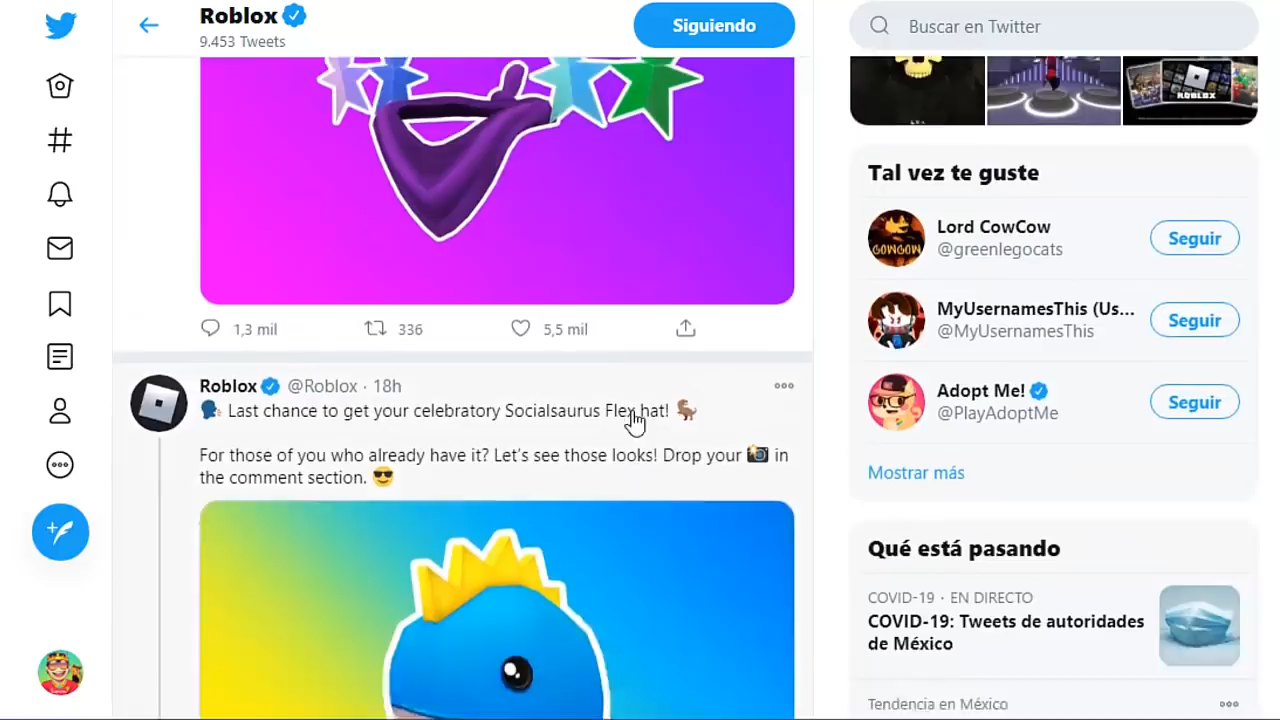 Roblox
9.453 Tweets
Siguiendo
Buscar en Twitter
GOWGOW
ROBLOX
1,3 mil
336
5,5 mil
Roblox @Roblox · 18h
🗣️ Last chance to get your celebratory Socialsaurus Flex hat! 🦖
For those of you who already have it? Let's see those looks! Drop your 📸 in
the comment section. 😎
Tal vez te guste
Lord CowCow
@greenlegocats
Seguir
MyUsernamesThis (Us...
@MyUsernamesThis
Seguir
Adopt Me!
@PlayAdoptMe
Seguir
Mostrar más
Qué está pasando
COVID-19 · EN DIRECTO
COVID-19: Tweets de autoridades
de México
Tendencia en México